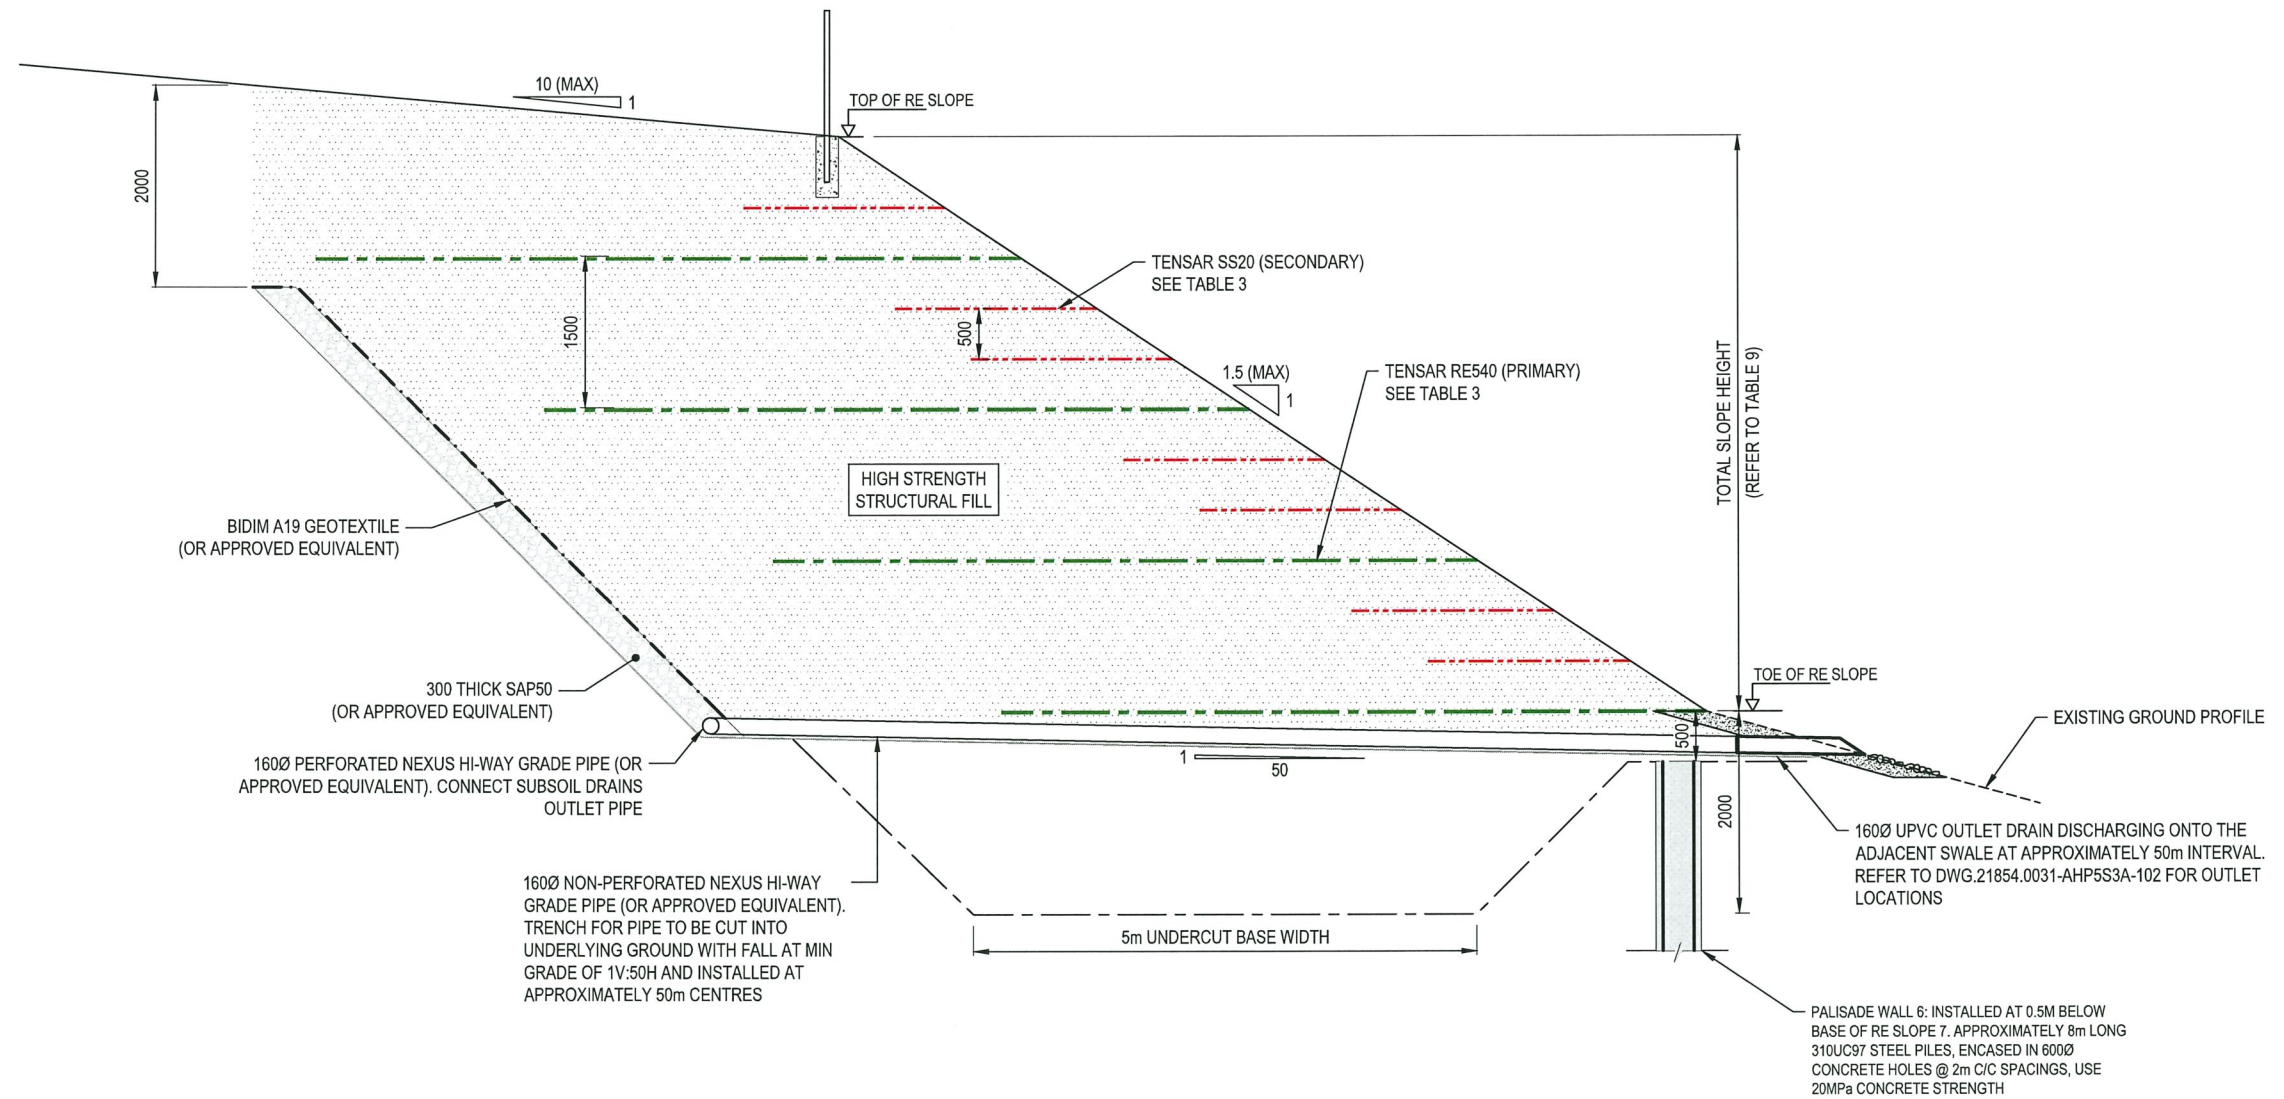 10 (MAX)
1
TOP OF RE SLOPE
2000
TENSAR SS20 (SECONDARY)
SEE TABLE 3
1500
500
1.5 (MAX)
1
TENSAR RE540 (PRIMARY)
SEE TABLE 3
TOTAL SLOPE HEIGHT
(REFER TO TABLE 9)
HIGH STRENGTH
STRUCTURAL FILL
BIDIM A19 GEOTEXTILE
(OR APPROVED EQUIVALENT)
300 THICK SAP50
(OR APPROVED EQUIVALENT)
TOE OF RE SLOPE
EXISTING GROUND PROFILE
500
160Ø PERFORATED NEXUS HI-WAY GRADE PIPE (OR
APPROVED EQUIVALENT). CONNECT SUBSOIL DRAINS
OUTLET PIPE
1
50
2000
160Ø UPVC OUTLET DRAIN DISCHARGING ONTO THE
ADJACENT SWALE AT APPROXIMATELY 50m INTERVAL.
REFER TO DWG.21854.0031-AHP5S3A-102 FOR OUTLET
LOCATIONS
160Ø NON-PERFORATED NEXUS HI-WAY
GRADE PIPE (OR APPROVED EQUIVALENT).
TRENCH FOR PIPE TO BE CUT INTO
UNDERLYING GROUND WITH FALL AT MIN
GRADE OF 1V:50H AND INSTALLED AT
APPROXIMATELY 50m CENTRES
5m UNDERCUT BASE WIDTH
PALISADE WALL 6: INSTALLED AT 0.5M BELOW
BASE OF RE SLOPE 7. APPROXIMATELY 8m LONG
310UC97 STEEL PILES, ENCASED IN 600Ø
CONCRETE HOLES @ 2m C/C SPACINGS, USE
20MPa CONCRETE STRENGTH